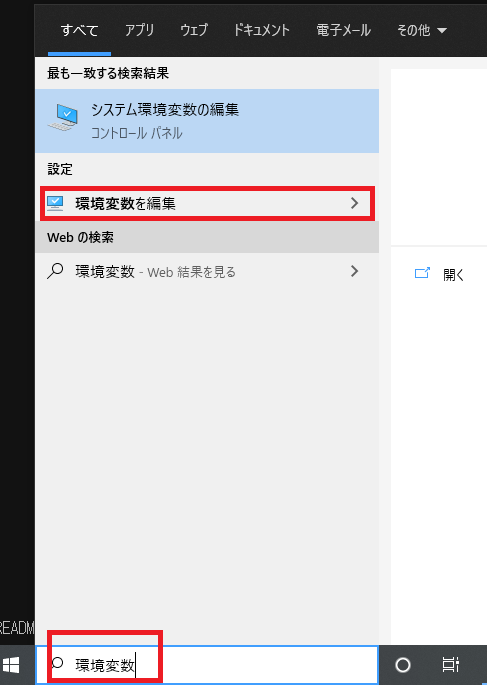 すべて アプリ ウェブ ドキュメント 電子メール その他
最も一致する検索結果
システム環境変数の編集
コントロール パネル
設定
環境変数を編集
Web の検索
環境変数 - Web 結果を見る
開く
READM
環境変数